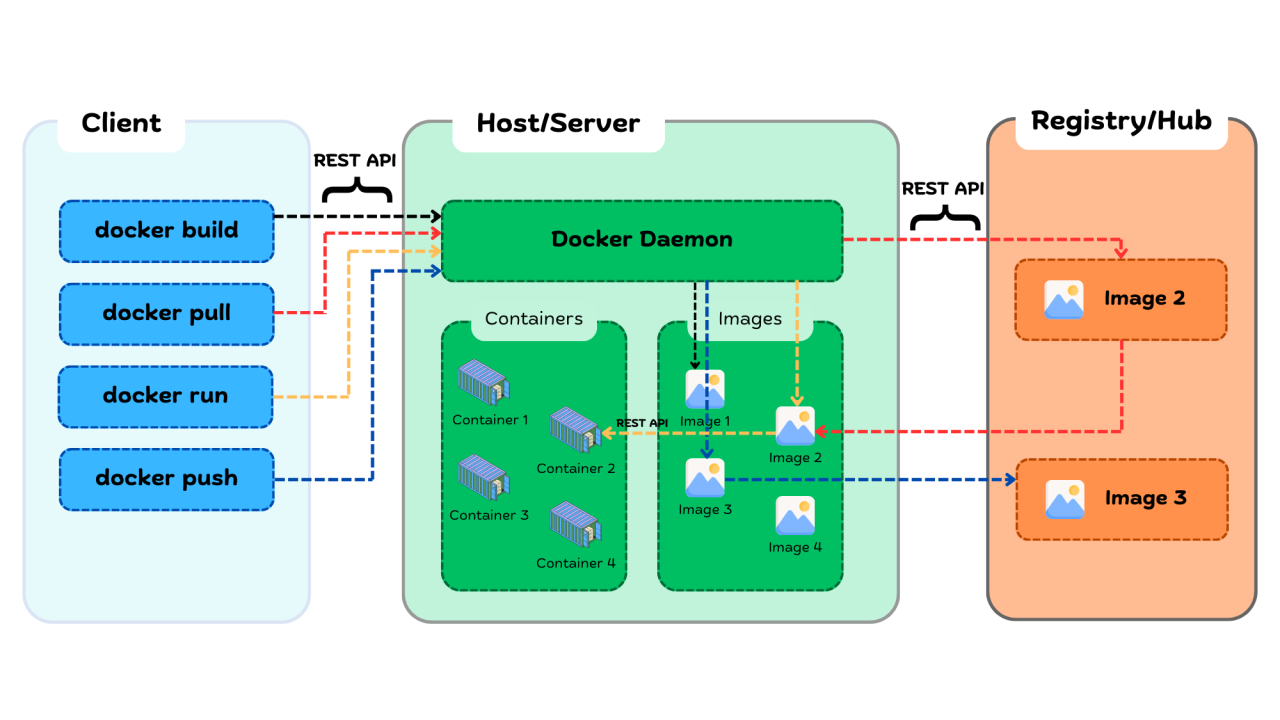 Client
docker build
docker pull
docker run
docker push
REST API
Host/Server
Docker Daemon
Containers
Container 1
Container 2
Container 3
Container 4
REST API
Images
Image 1
Image 2
Image 3
Image 4
REST API
Registry/Hub
Image 2
Image 3